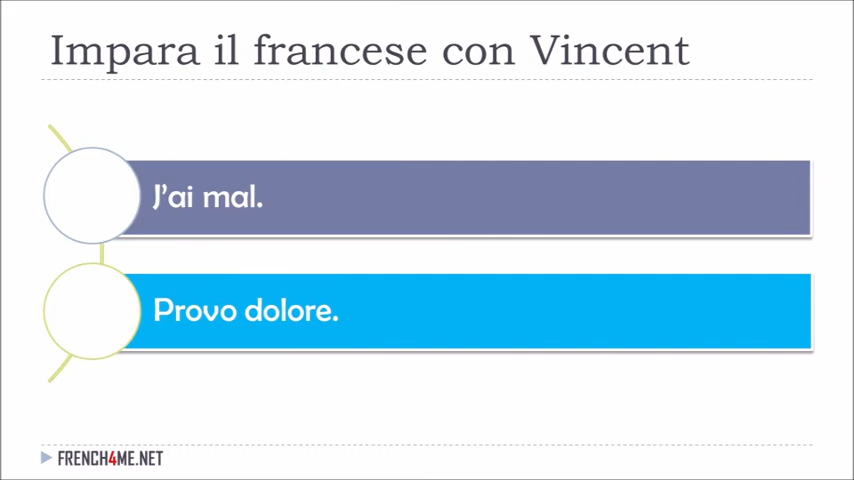 Impara il francese con Vincent
J'ai mal.
Provo dolore.
FRENCH4ME.NET